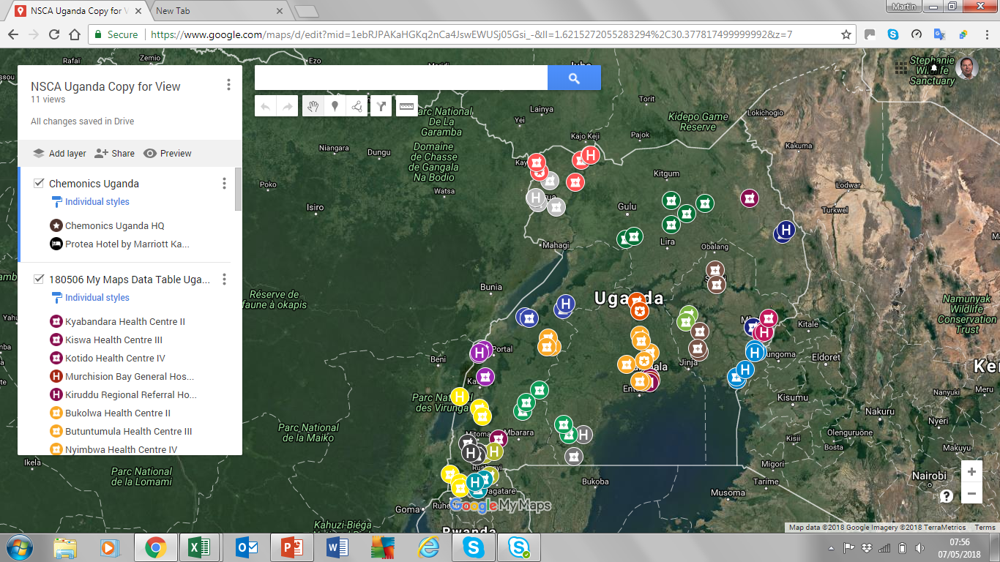 NSCA Uganda Copy for V
New Tab
Martin
Secure
https://www.google.com/maps/d/edit?mid=1ebRJPAKaHGKq2nCa4JswEWUSj05Gsi_-&ll=1.6215272055283294%2C30.377817499999992&z=7
NSCA Uganda Copy for View
11 views
All changes saved in Drive
Add layer
Share
Preview
Chemonics Uganda
Individual styles
Chemonics Uganda HQ
Protea Hotel by Marriott Ka...
180506 My Maps Data Table Uga...
Individual styles
Kyabandara Health Centre II
Kiswa Health Centre III
Kotido Health Centre IV
Murchision Bay General Hos...
Kiruddu Regional Referral Ho...
Bukolwa Health Centre II
Butuntumula Health Centre III
Nyimbwa Health Centre IV
Rafaï
Zemio
Ezo
Stephanie
Wildlife
Sanctuary
Torit
Lainya
Yei
Parc National
De La
Garamba
Kidepo Game
Reserve
Lokichogio
Kajo Keji
Pajok
Kakuma
Niangara
Dungu
Domaine
de Chasse
de Gangala
Na Bodio
Kitgum
Poko
Watsa
Lodwar
Isiro
Gulu
Turkwel
Mahagi
Lira
Obalang
Bunia
Réserve de
faune à okapis
Uganda
Namunyak
Wildlife
Conservation
Trust
Kitale
Beni
Portal
Jinja
Bungoma
Eldoret
Ken
Parc National
des Virunga
Kisumu
Meru
Nakuru
Nanyuki
Nyeri
Parc National
de la Maiko
Mitoma
Mbarara
Kisii
Olenguruone
Bosta
Makuyu
Ikela
Parc National
de la Lomami
Migori
Tarime
Nairobi
Bukoba
Musoma
Goma
Google My Maps
Kahuzi-Biéga
Rwanda
Map data ©2018 Google Imagery ©2018 TerraMetrics
Terms
07:56
07/05/2018